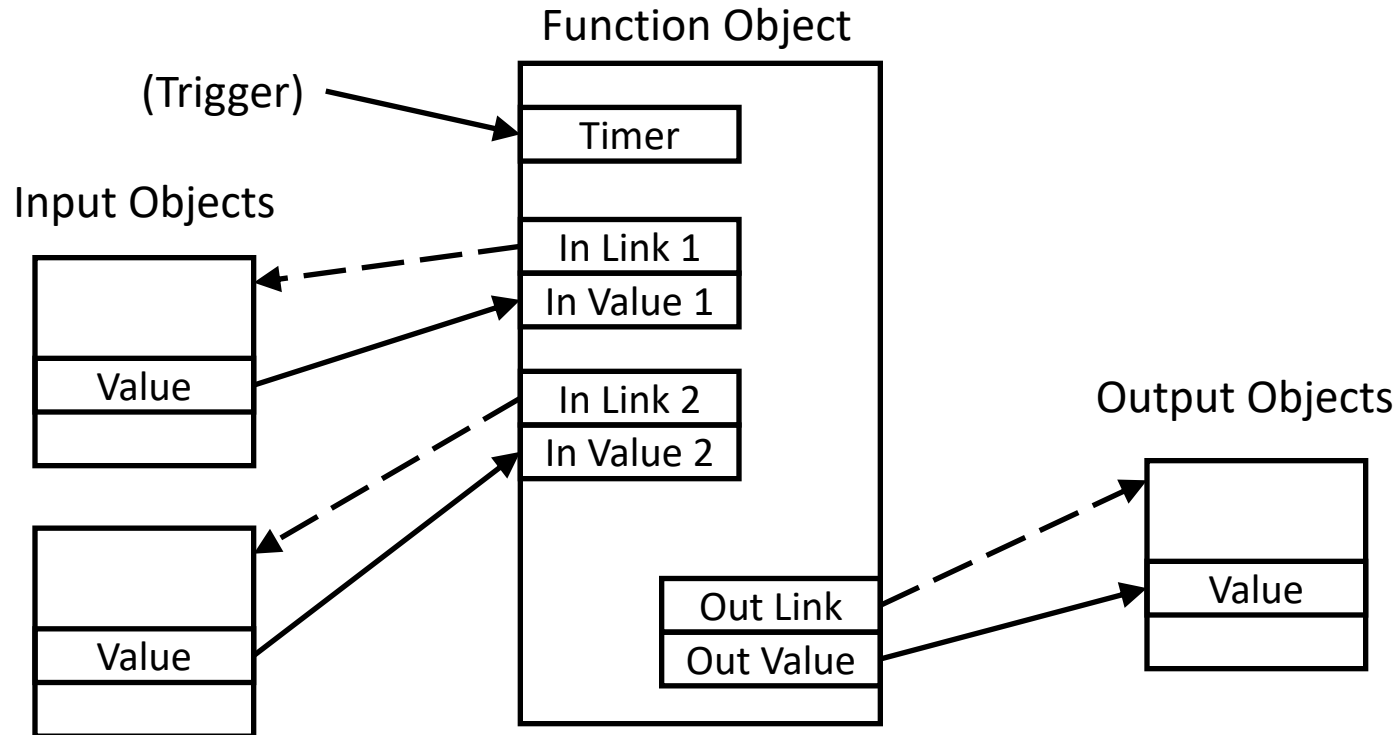 Function Object
(Trigger)
Timer
Input Objects
In Link 1
In Value 1
Value
In Link 2
In Value 2
Output Objects
Value
Out Link
Out Value
Value